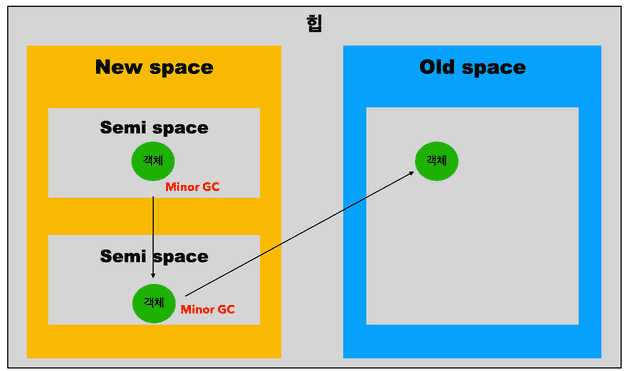 힙
New space
Semi space
객체
Minor GC
Semi space
객체
Minor GC
Old space
객체